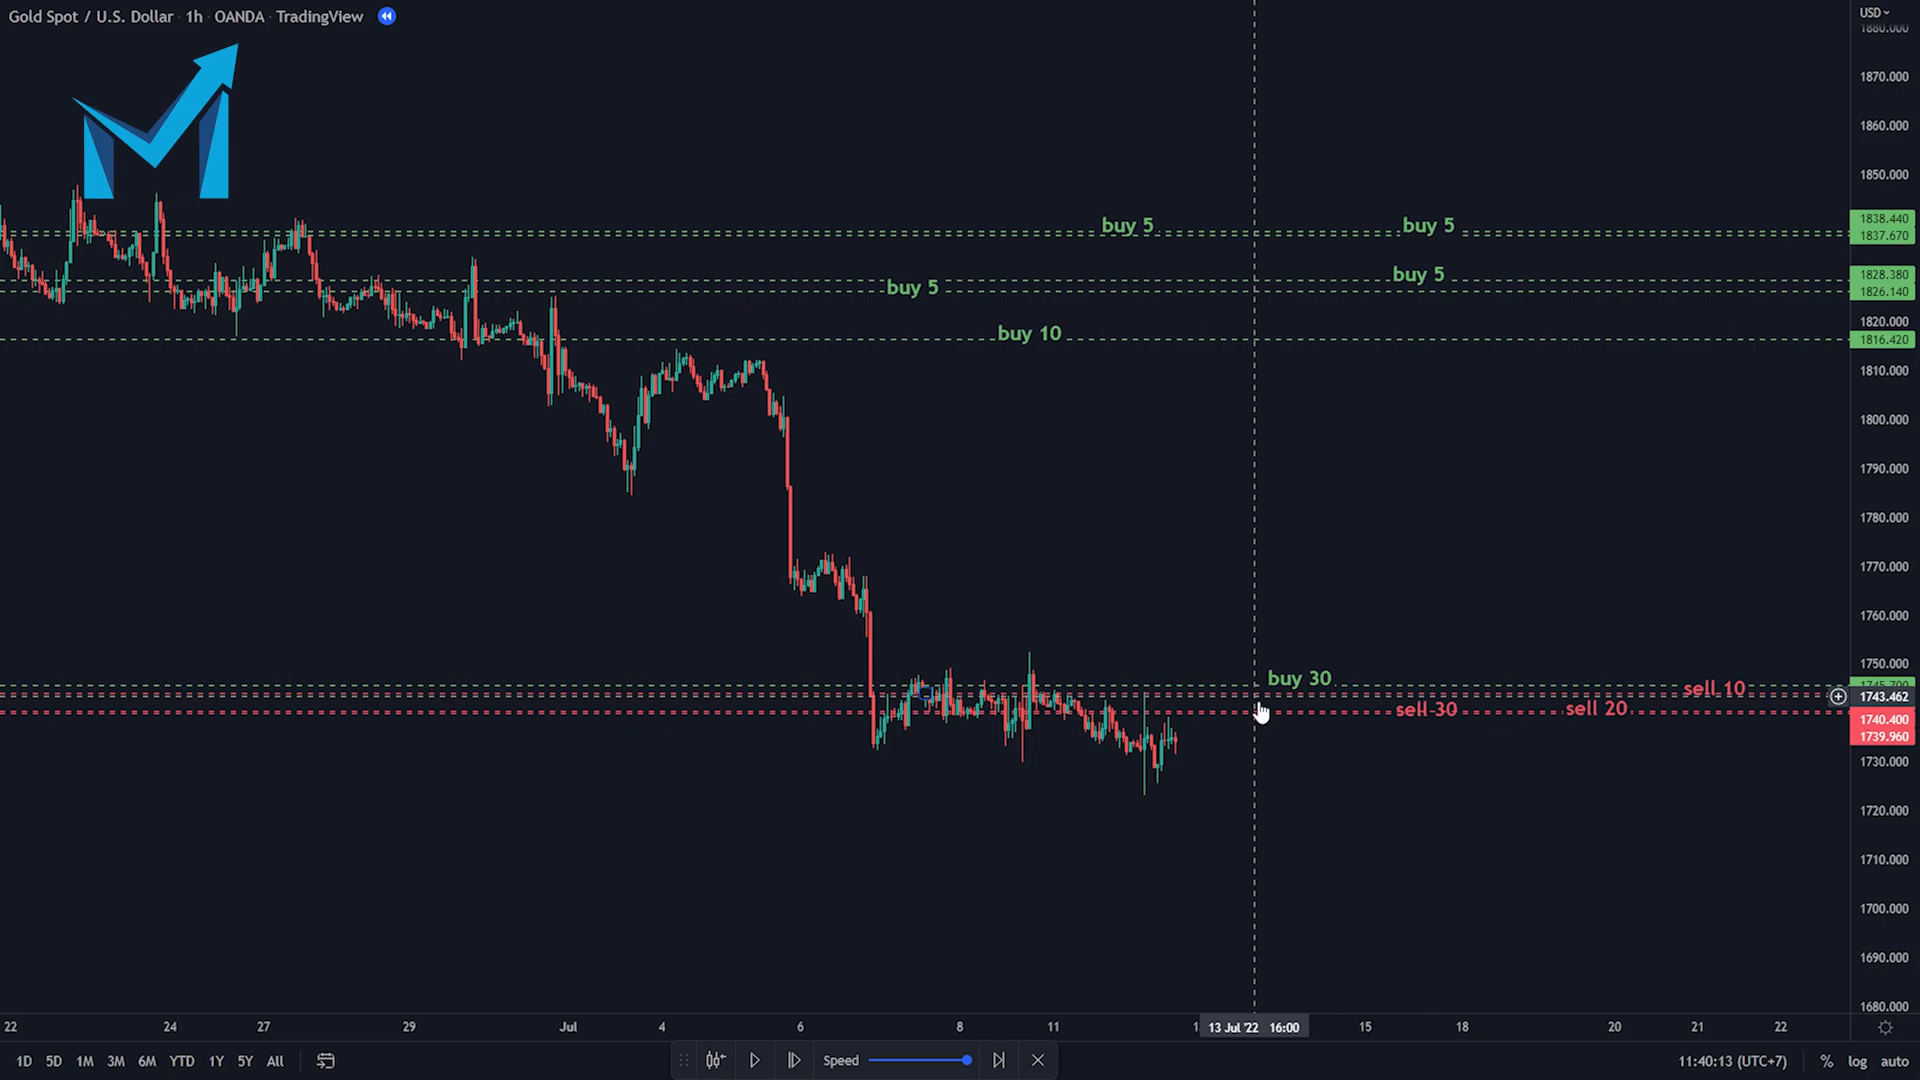 Gold Spot / U.S. Dollar · 1h · OANDA · TradingView
USD
1880.000
1870.000
1860.000
1850.000
buy 5 buy 5 1838.440
1837.670
buy 5 1828.380
buy 5 1826.140
1820.000
buy 10 1816.420
1810.000
1800.000
1790.000
1780.000
1770.000
1760.000
1750.000
buy 30 1745.700
sell 10 1743.462
sell 30 sell 20 1740.400
1739.960
1730.000
1720.000
1710.000
1700.000
1690.000
1680.000
22 24 27 29 Jul 4 6 8 11 13 Jul '22 16:00 15 18 20 21 22
1D 5D 1M 3M 6M YTD 1Y 5Y All Speed 11:40:13 (UTC+7) % log auto